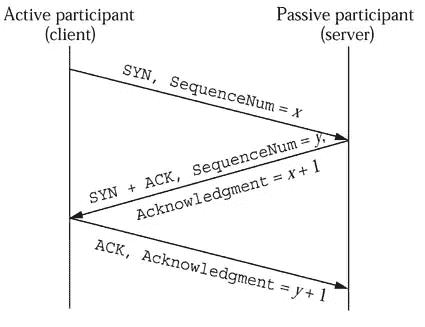 Active participant
(client)
Passive participant
(server)
SYN, SequenceNum = x
SYN + ACK, SequenceNum = y,
Acknowledgment = x + 1
ACK, Acknowledgment = y + 1